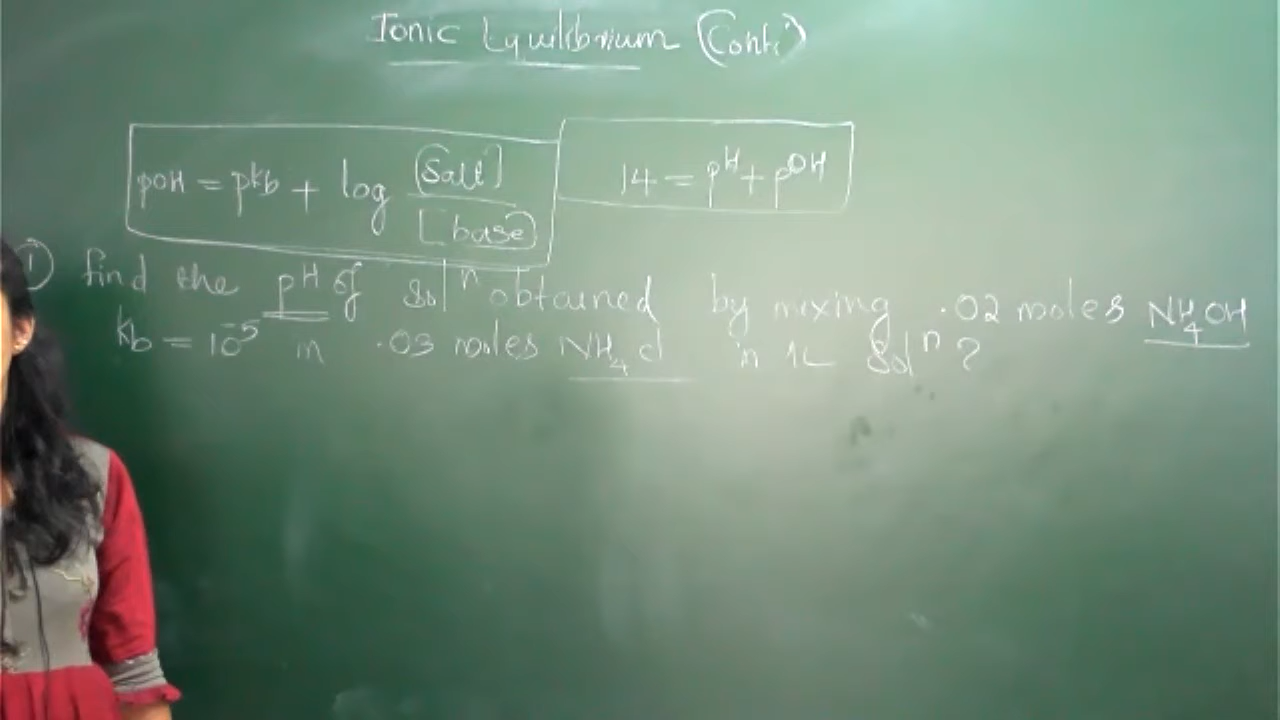 Ionic Equilibrium (Conti)
pOH = pkb + log [Salt] / [base]
14 = pH + pOH
① find the pH of solⁿ obtained by mixing .02 moles NH₄OH
kb = 10⁻⁵ in .03 moles NH₄cl in 1L Solⁿ ?